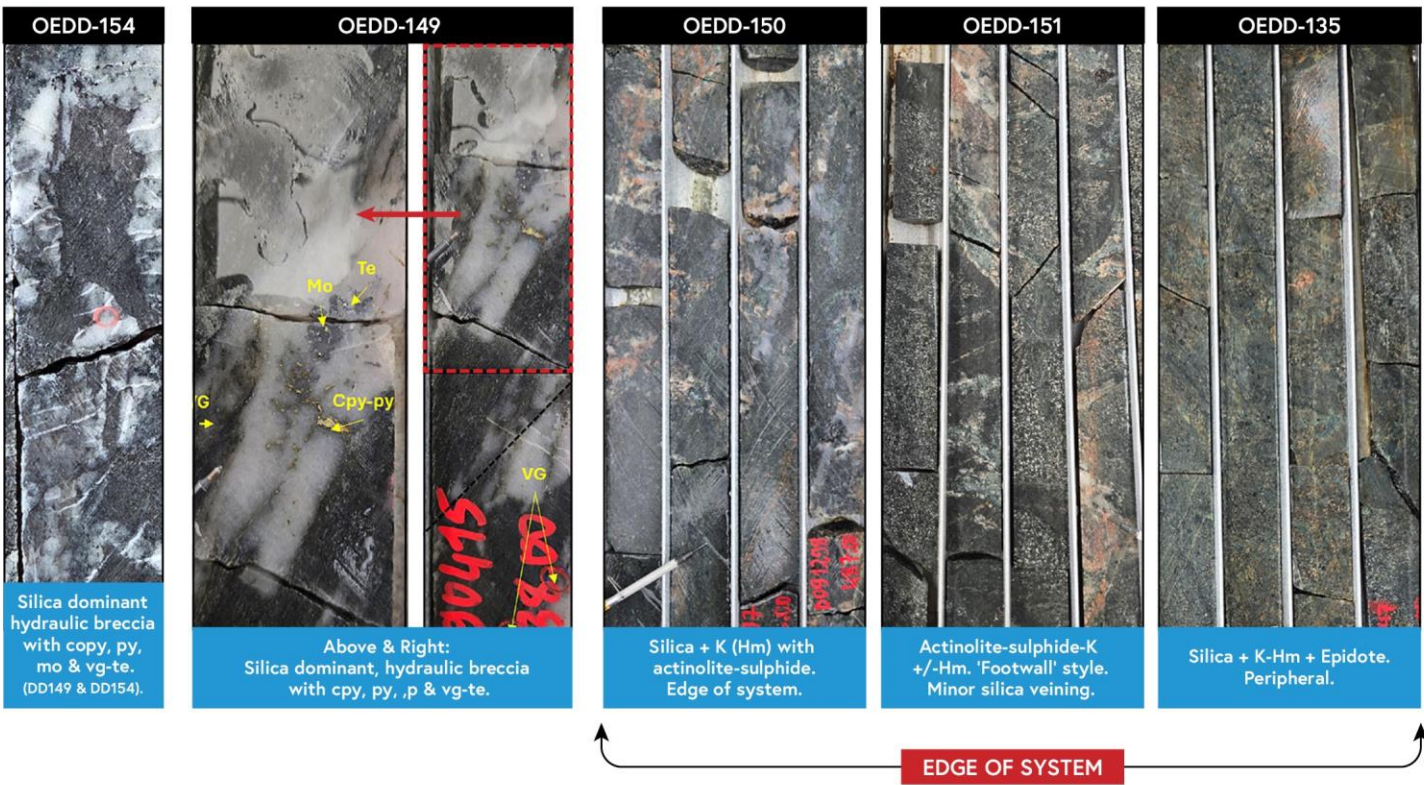 OEDD-154
Silica dominant
hydraulic breccia
with copy, py,
mo & vg-te.
(DD149 & DD154).
OEDD-149
Te
Mo
Cpy-py
VG
Above & Right:
Silica dominant, hydraulic breccia
with cpy, py, ,p & vg-te.
OEDD-150
Silica + K (Hm) with
actinolite-sulphide.
Edge of system.
OEDD-151
Actinolite-sulphide-K
+/-Hm. 'Footwall' style.
Minor silica veining.
OEDD-135
Silica + K-Hm + Epidote.
Peripheral.
EDGE OF SYSTEM